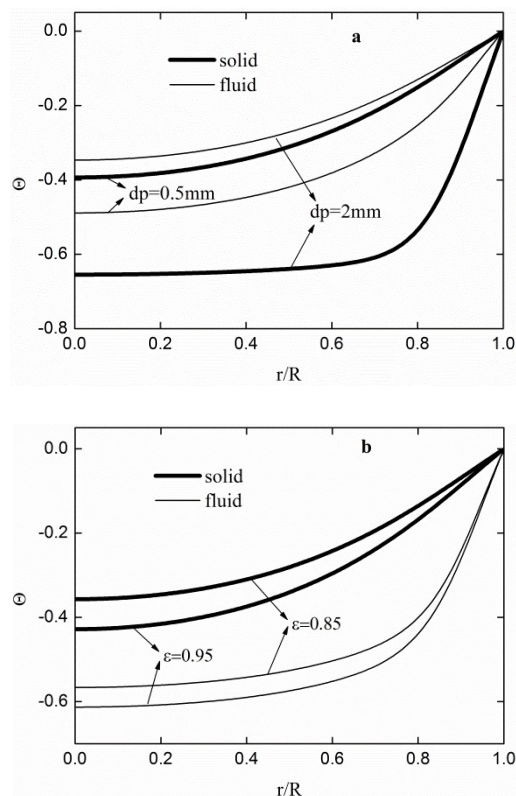 a
solid
fluid
0.0
-0.2
-0.4
-0.6
-0.8
Θ
dp=0.5mm
dp=2mm
0.0 0.2 0.4 0.6 0.8 1.0
r/R
b
solid
fluid
0.0
-0.2
-0.4
-0.6
Θ
ε=0.85
ε=0.95
0.0 0.2 0.4 0.6 0.8 1.0
r/R